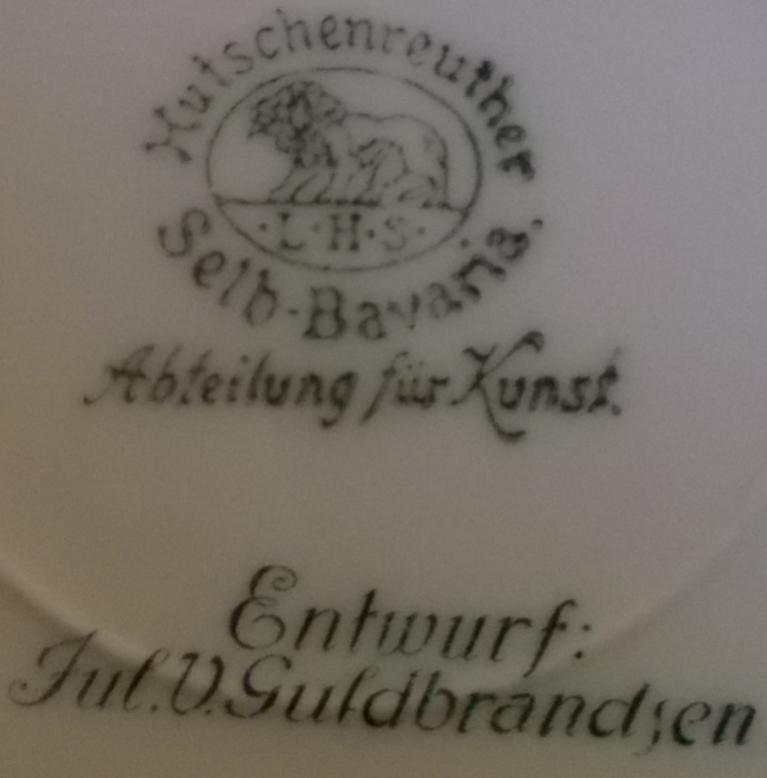 Hutschenreuther
·L·H·S·
Selb·Bavaria.
Abteilung für Kunst.
Entwurf:
Jul.V.Guldbrandsen